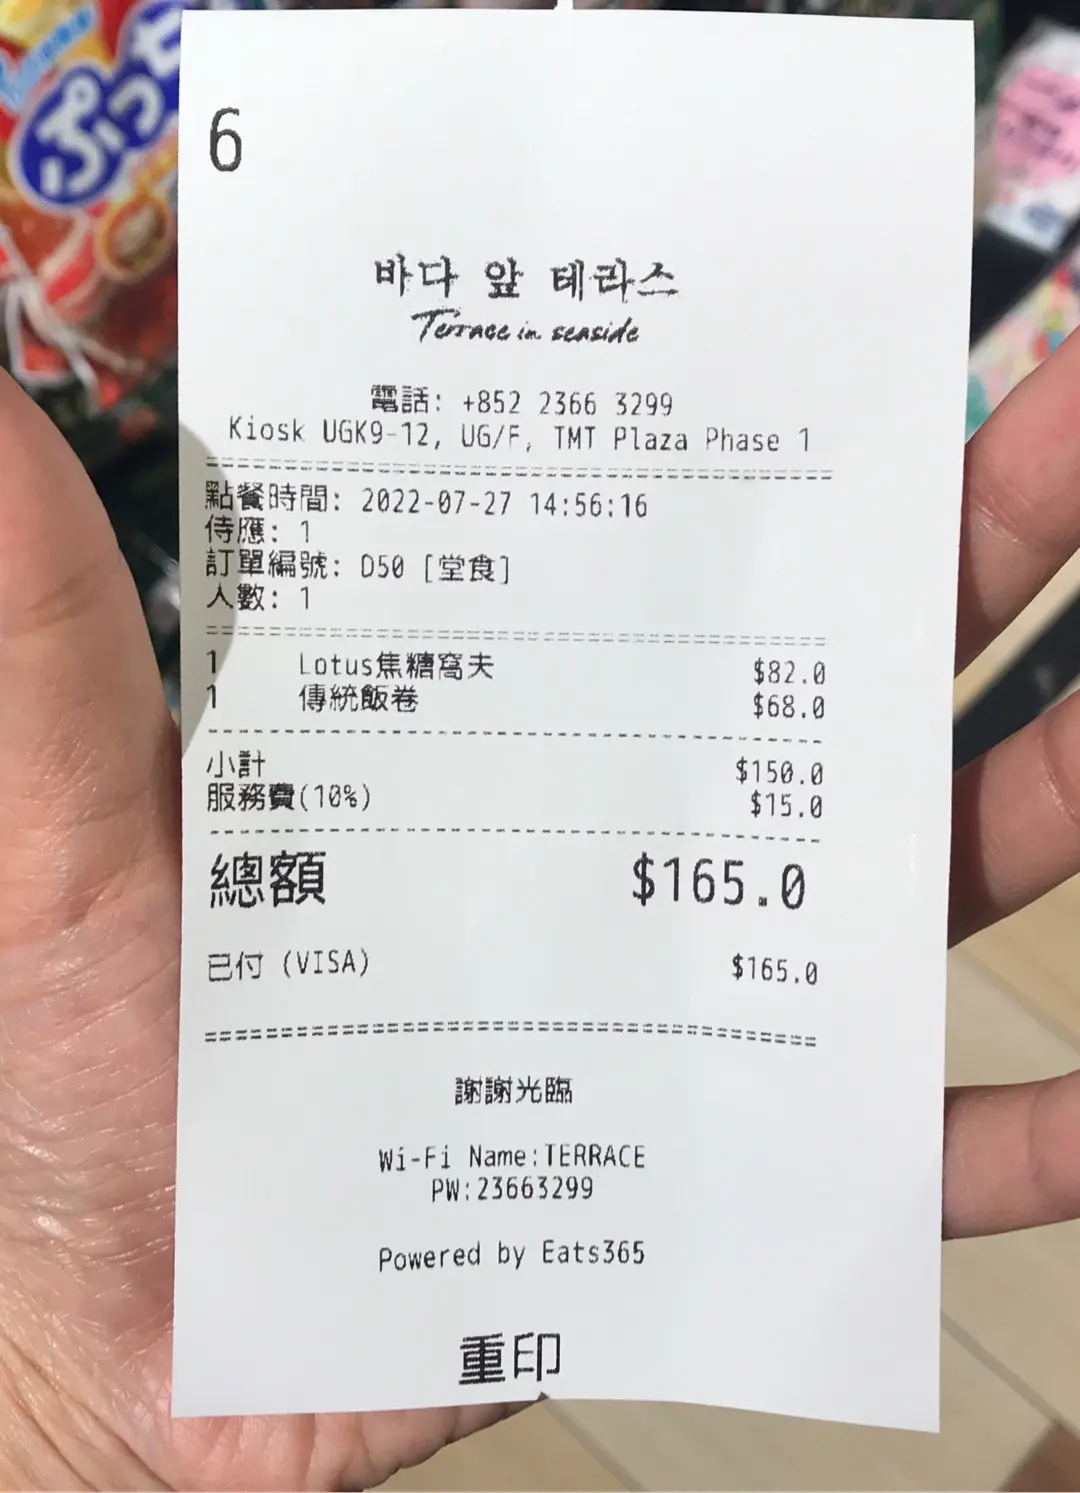 ぷっち
6
바다 앞 테라스
Terrace in seaside
電話: +852 2366 3299
Kiosk UGK9-12, UG/F, TMT Plaza Phase 1
點餐時間: 2022-07-27 14:56:16
侍應: 1
訂單編號: D50 [堂食]
人數: 1
1 Lotus焦糖窩夫 $82.0
1 傳統飯卷 $68.0
小計 $150.0
服務費(10%) $15.0
總額 $165.0
已付 (VISA) $165.0
謝謝光臨
Wi-Fi Name:TERRACE
PW:23663299
Powered by Eats365
重印